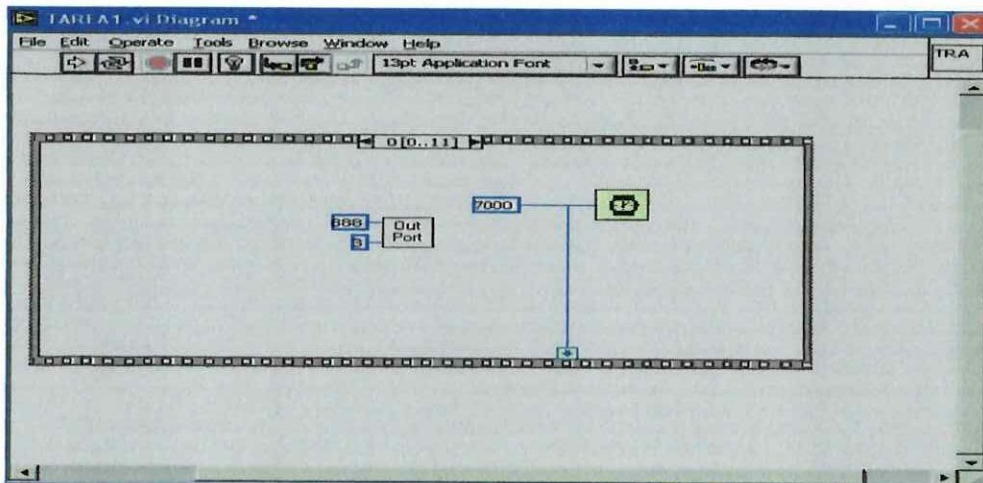 TAREA1.vi Diagram *
File Edit Operate Tools Browse Window Help
13pt Application Font
TRA
0[0..11]
7000
888
Out
3
Port